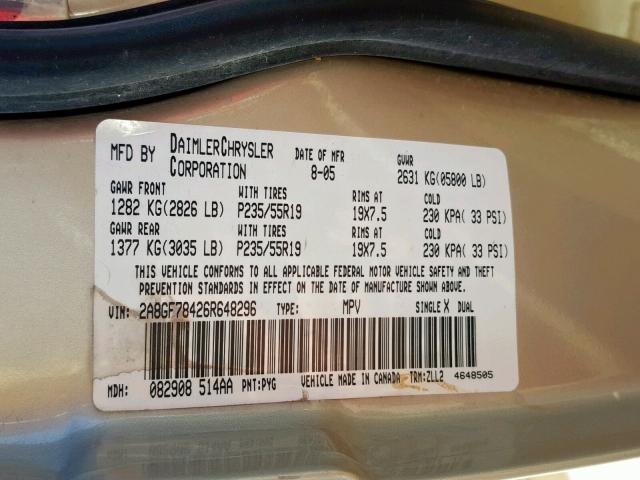 MFD BY DAIMLERCHRYSLER CORPORATION DATE OF MFR 8-05 GVWR 2631 KG(05800 LB)
GAWR FRONT WITH TIRES RIMS AT COLD
1282 KG(2826 LB) P235/55R19 19X7.5 230 KPA( 33 PSI)
GAWR REAR WITH TIRES RIMS AT COLD
1377 KG(3035 LB) P235/55R19 19X7.5 230 KPA( 33 PSI)
THIS VEHICLE CONFORMS TO ALL APPLICABLE FEDERAL MOTOR VEHICLE SAFETY AND THEFT
PREVENTION STANDARDS IN EFFECT ON THE DATE OF MANUFACTURE SHOWN ABOVE.
VIN: 2A8GF78426R648296 TYPE: MPV SINGLE X DUAL
MDH: 082908 514AA PNT:PYG VEHICLE MADE IN CANADA TRM:ZLL2 4648505